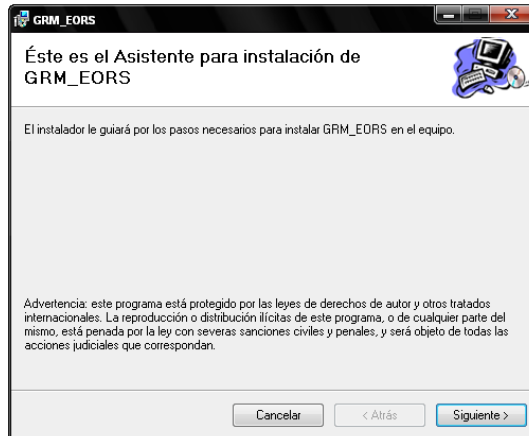 GRM_EORS
Éste es el Asistente para instalación de
GRM_EORS
El instalador le guiará por los pasos necesarios para instalar GRM_EORS en el equipo.
Advertencia: este programa está protegido por las leyes de derechos de autor y otros tratados
internacionales. La reproducción o distribución ilícitas de este programa, o de cualquier parte del
mismo, está penada por la ley con severas sanciones civiles y penales, y será objeto de todas las
acciones judiciales que correspondan.
Cancelar
< Atrás
Siguiente >